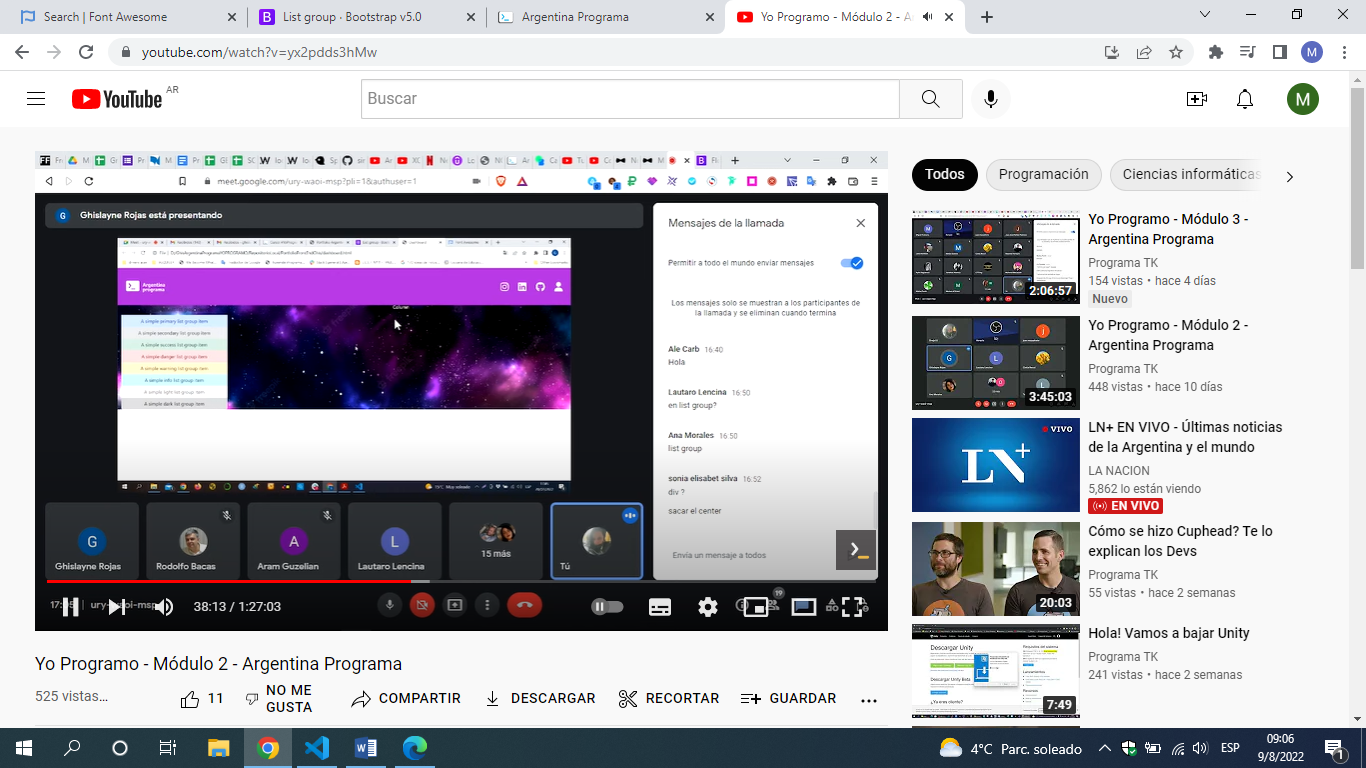 Search | Font Awesome
List group · Bootstrap v5.0
Argentina Programa
Yo Programo - Módulo 2 - A
youtube.com/watch?v=yx2pdds3hMw
M
YouTube AR
Buscar
M
meet.google.com/ury-waoi-msp?pli=1&authuser=1
G Ghislayne Rojas está presentando
Argentina
programa
Column
A simple primary list group item
A simple secondary list group item
A simple success list group item
A simple danger list group item
A simple warning list group item
A simple info list group item
A simple light list group item
A simple dark list group item
Mensajes de la llamada
Permitir a todo el mundo enviar mensajes
Los mensajes solo se muestran a los participantes de
la llamada y se eliminan cuando termina
Ale Carb 16:40
Hola
Lautaro Lencina 16:50
en list group?
Ana Morales 16:50
list group
sonia elisabet silva 16:52
div ?
sacar el center
Envía un mensaje a todos
G
Ghislayne Rojas
Rodolfo Bacas
A
Aram Guzelian
L
Lautaro Lencina
15 más
Tú
38:13 / 1:27:03
19
Yo Programo - Módulo 2 - Argentina Programa
525 vistas…
11
NO ME
GUSTA
COMPARTIR
DESCARGAR
RECORTAR
GUARDAR
Todos
Programación
Ciencias informáticas
2:06:57
Yo Programo - Módulo 3 -
Argentina Programa
Programa TK
154 vistas • hace 4 días
Nuevo
3:45:03
Yo Programo - Módulo 2 -
Argentina Programa
Programa TK
448 vistas • hace 10 días
VIVO
LN+
LN+ EN VIVO - Últimas noticias
de la Argentina y el mundo
LA NACION
5,862 lo están viendo
EN VIVO
20:03
Cómo se hizo Cuphead? Te lo
explican los Devs
Programa TK
55 vistas • hace 2 semanas
Descargar Unity
Descargar Unity Beta
7:49
Hola! Vamos a bajar Unity
Programa TK
241 vistas • hace 2 semanas
4°C Parc. soleado
ESP
09:06
9/8/2022
1